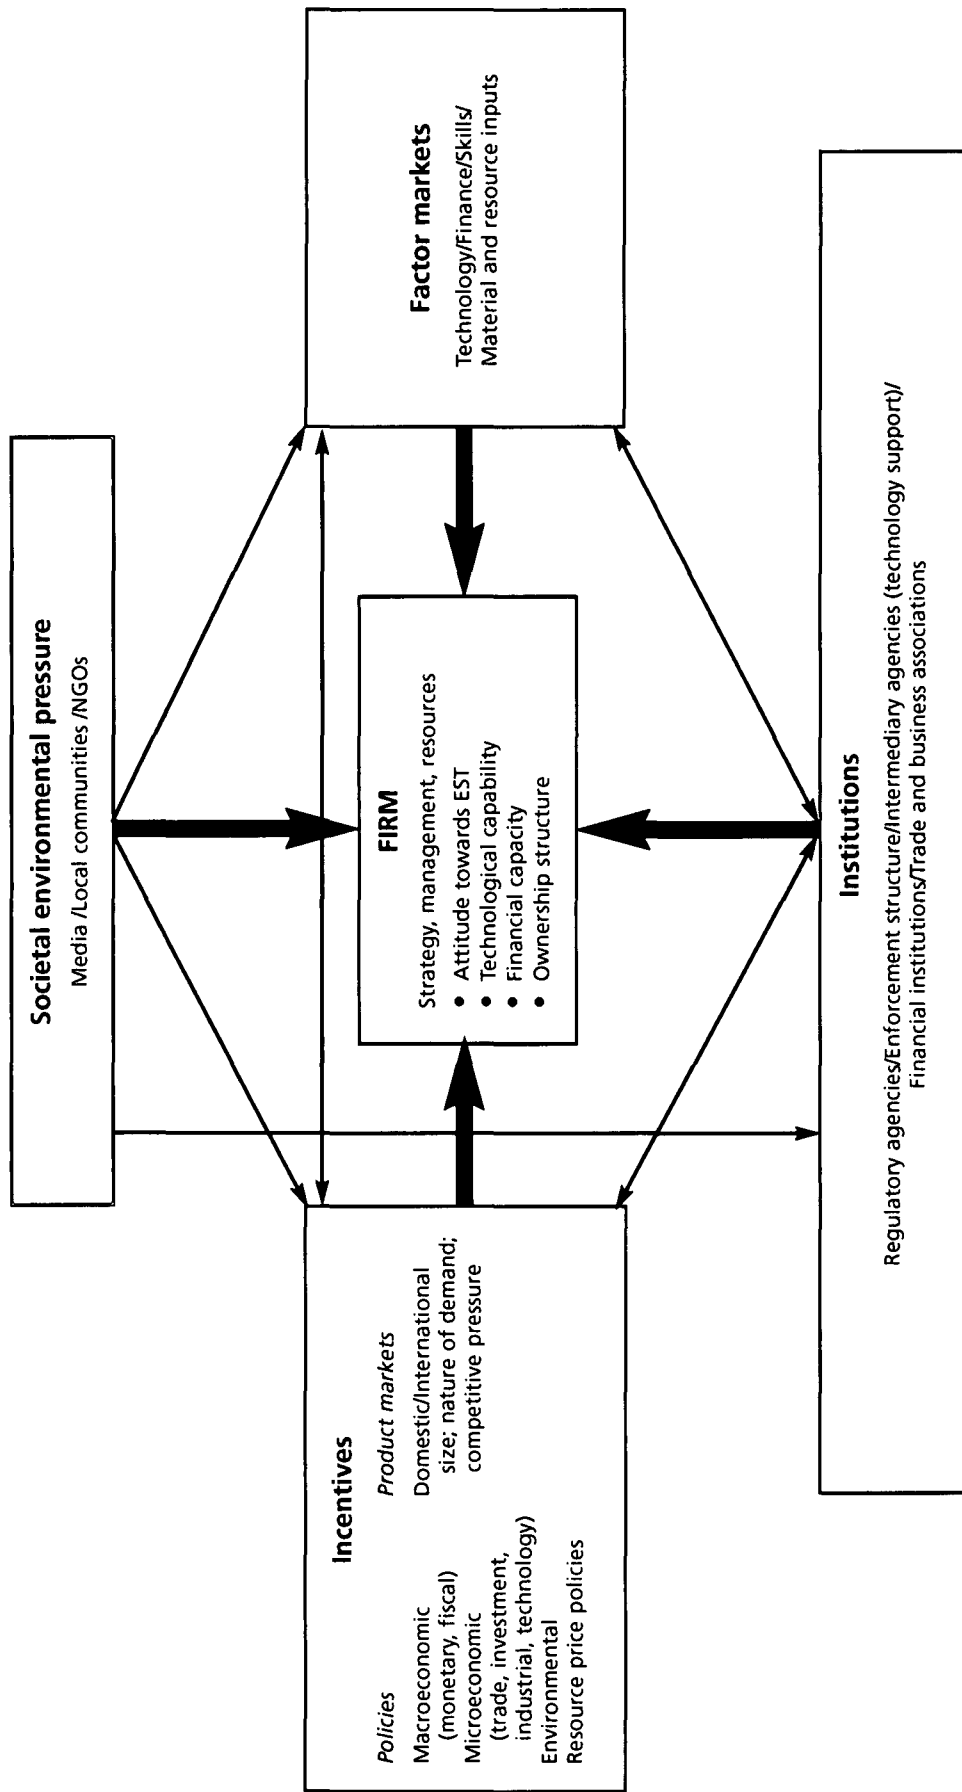 Societal environmental pressure
Media /Local communities /NGOs
Incentives
Policies
Macroeconomic
(monetary, fiscal)
Microeconomic
(trade, investment,
industrial, technology)
Environmental
Resource price policies
Product markets
Domestic/International
size; nature of demand;
competitive pressure
FIRM
Strategy, management, resources
• Attitude towards EST
• Technological capability
• Financial capacity
• Ownership structure
Factor markets
Technology/Finance/Skills/
Material and resource inputs
Institutions
Regulatory agencies/Enforcement structure/Intermediary agencies (technology support)/
Financial institutions/Trade and business associations